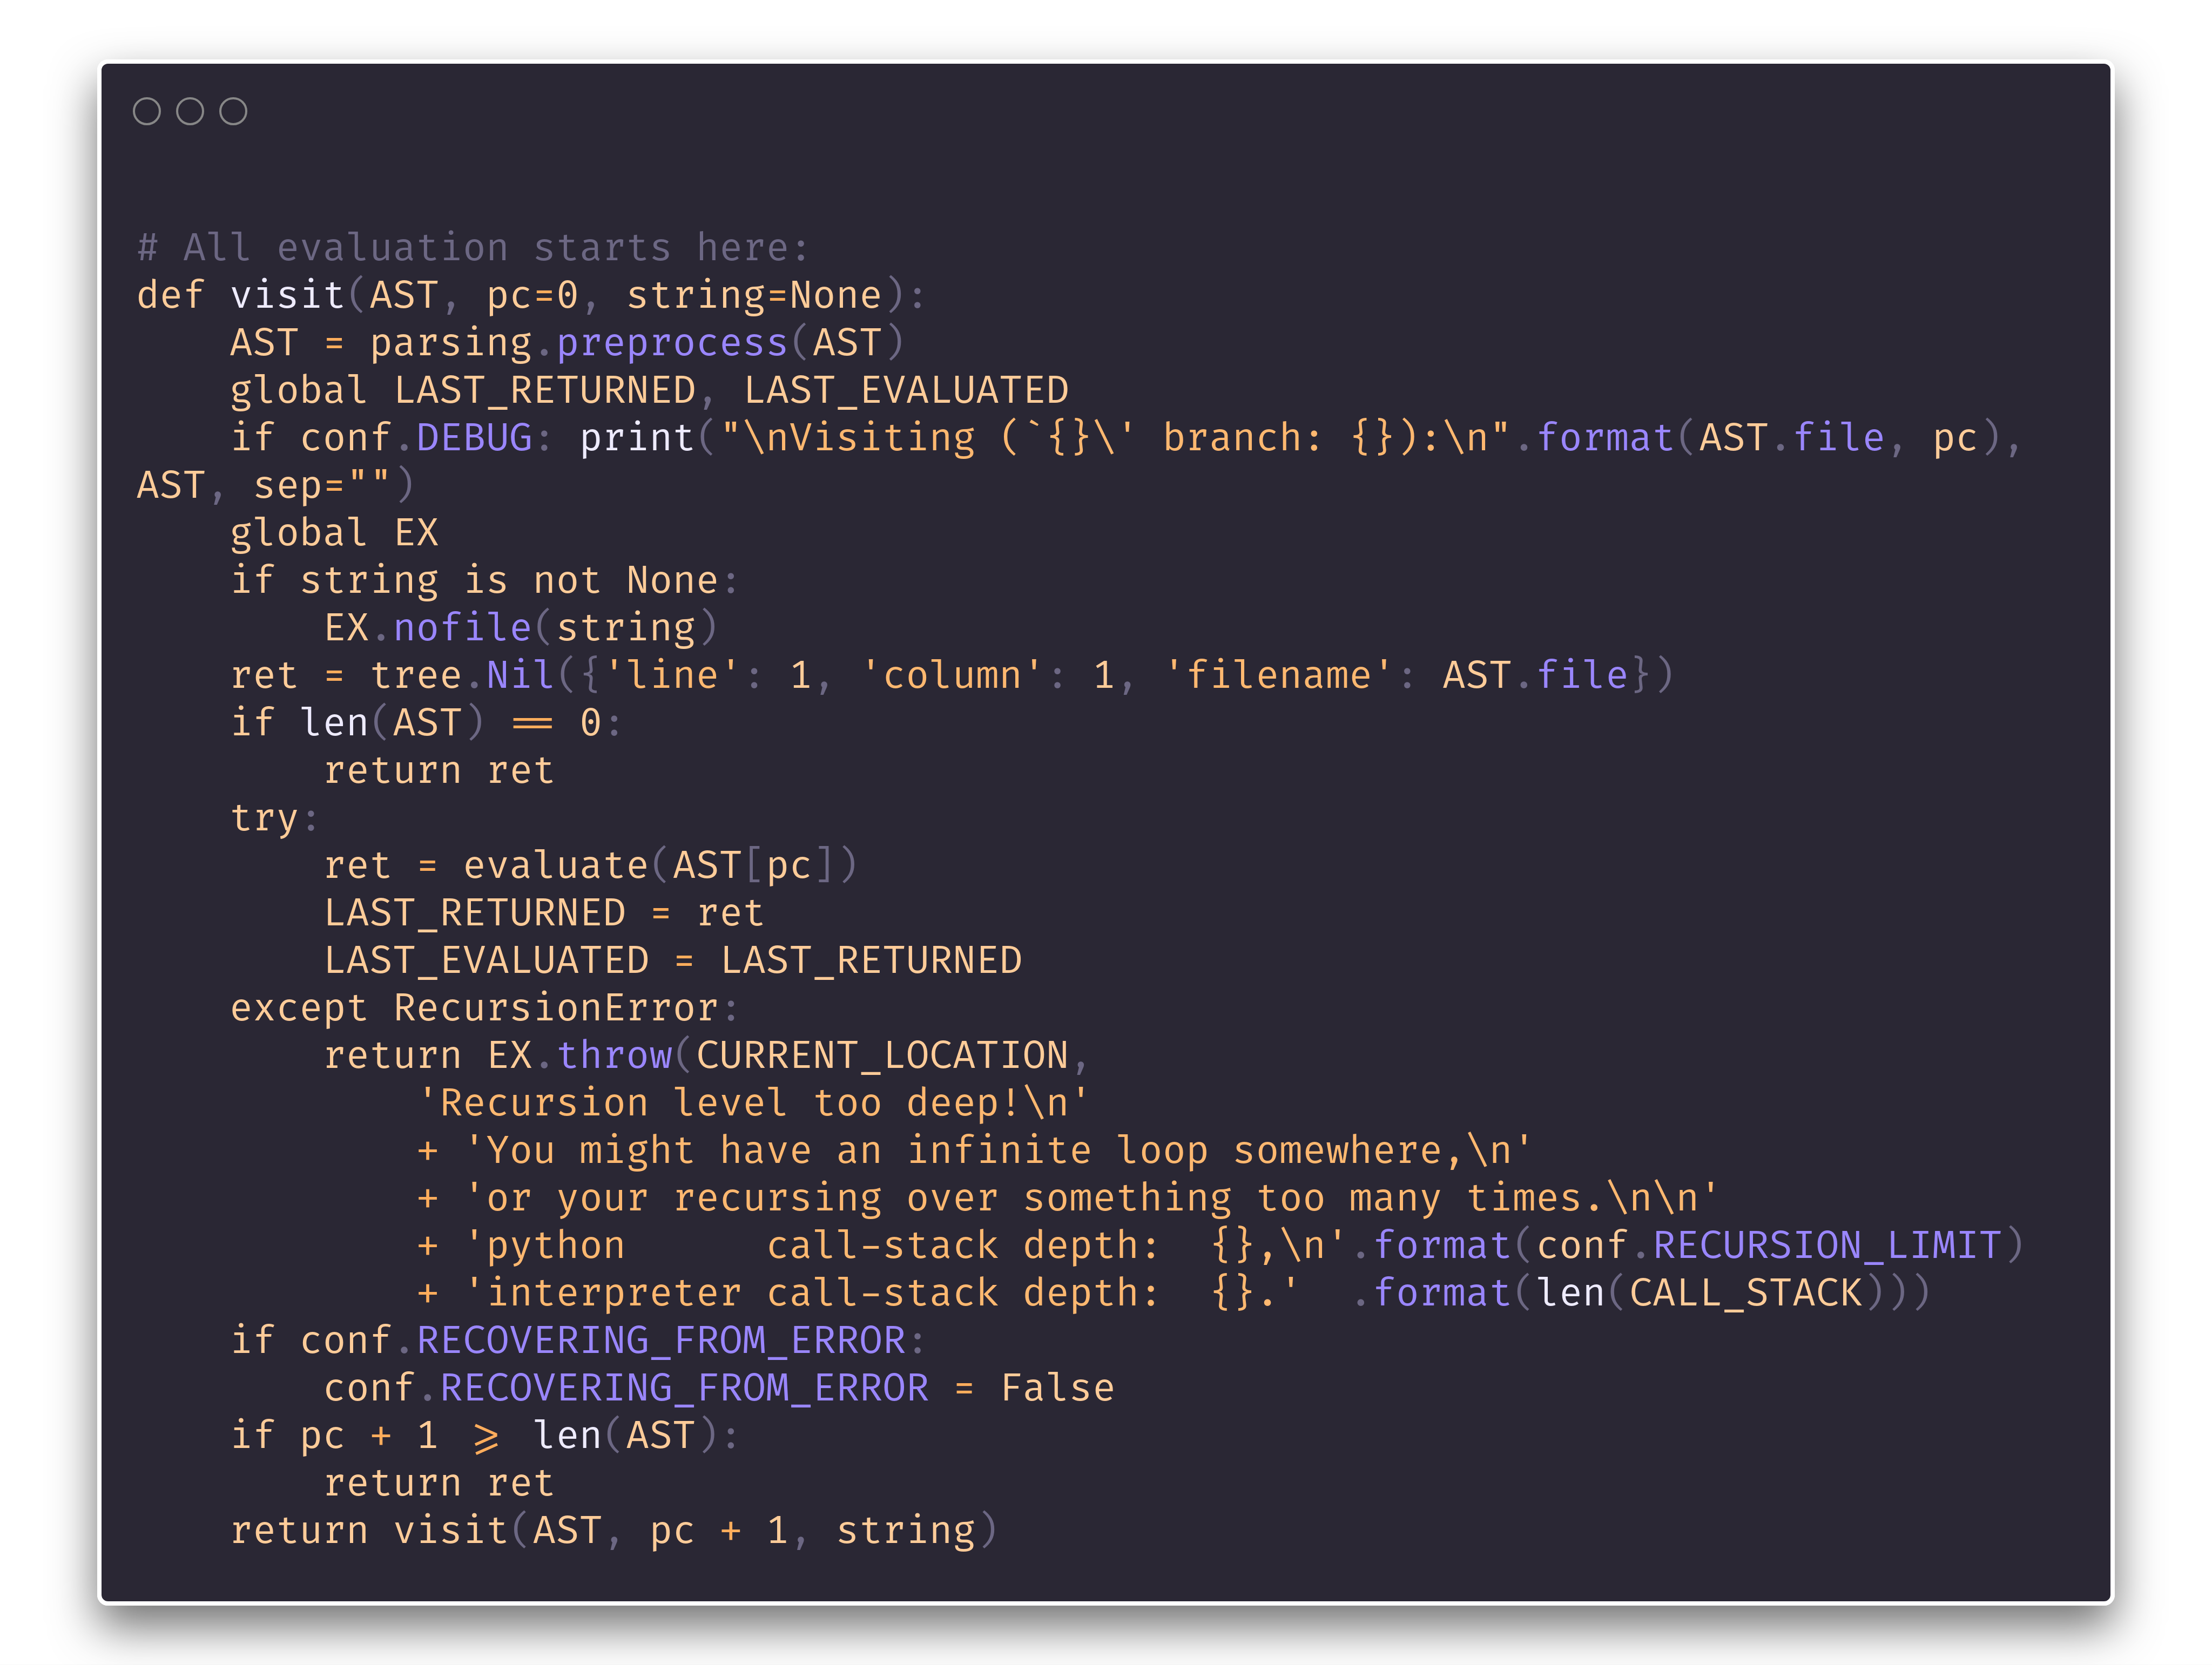 # All evaluation starts here:
def visit(AST, pc=0, string=None):
    AST = parsing.preprocess(AST)
    global LAST_RETURNED, LAST_EVALUATED
    if conf.DEBUG: print("\nVisiting (`{}\' branch: {}):\n".format(AST.file, pc),
AST, sep="")
    global EX
    if string is not None:
        EX.nofile(string)
    ret = tree.Nil({'line': 1, 'column': 1, 'filename': AST.file})
    if len(AST) == 0:
        return ret
    try:
        ret = evaluate(AST[pc])
        LAST_RETURNED = ret
        LAST_EVALUATED = LAST_RETURNED
    except RecursionError:
        return EX.throw(CURRENT_LOCATION,
            'Recursion level too deep!\n'
            + 'You might have an infinite loop somewhere,\n'
            + 'or your recursing over something too many times.\n\n'
            + 'python      call-stack depth:  {},\n'.format(conf.RECURSION_LIMIT)
            + 'interpreter call-stack depth:  {}.'  .format(len(CALL_STACK)))
    if conf.RECOVERING_FROM_ERROR:
        conf.RECOVERING_FROM_ERROR = False
    if pc + 1 >= len(AST):
        return ret
    return visit(AST, pc + 1, string)